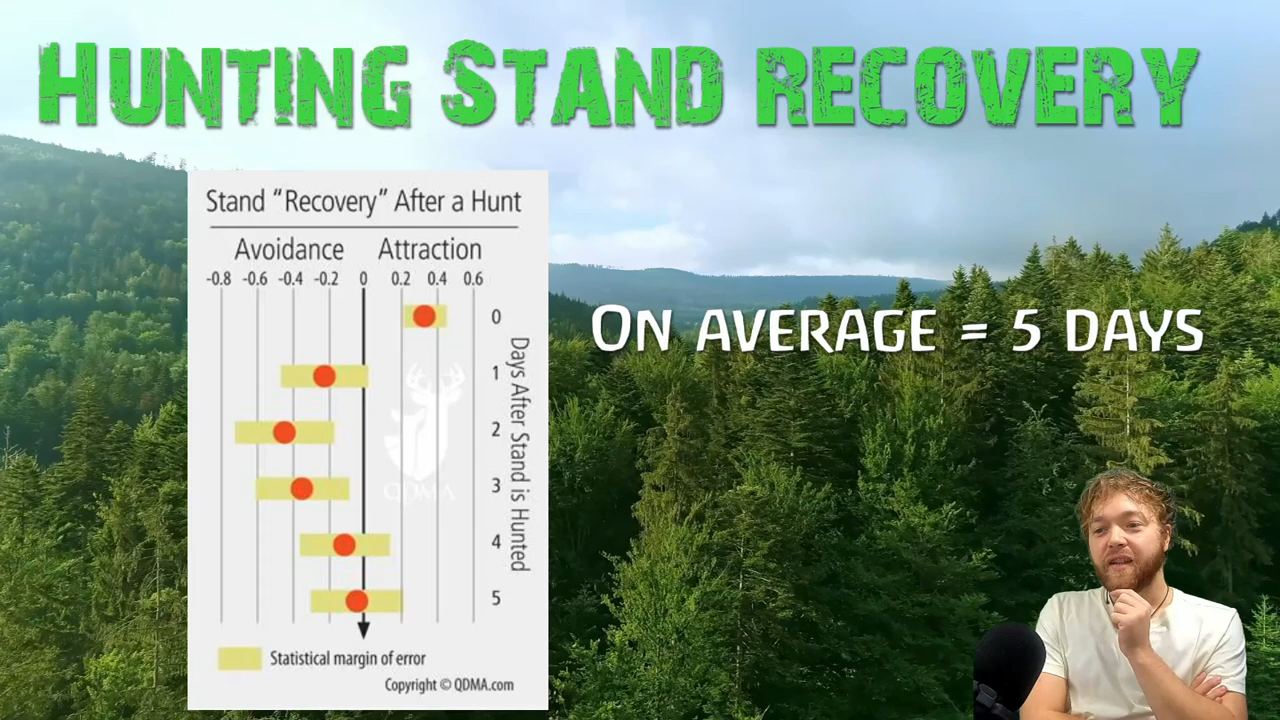 HUNTING STAND RECOVERY
Stand “Recovery” After a Hunt
Avoidance Attraction
-0.8 -0.6 -0.4 -0.2 0 0.2 0.4 0.6
0
1
2
3
4
5
Days After Stand is Hunted
QDMA
Statistical margin of error
Copyright © QDMA.com
ON AVERAGE = 5 DAYS